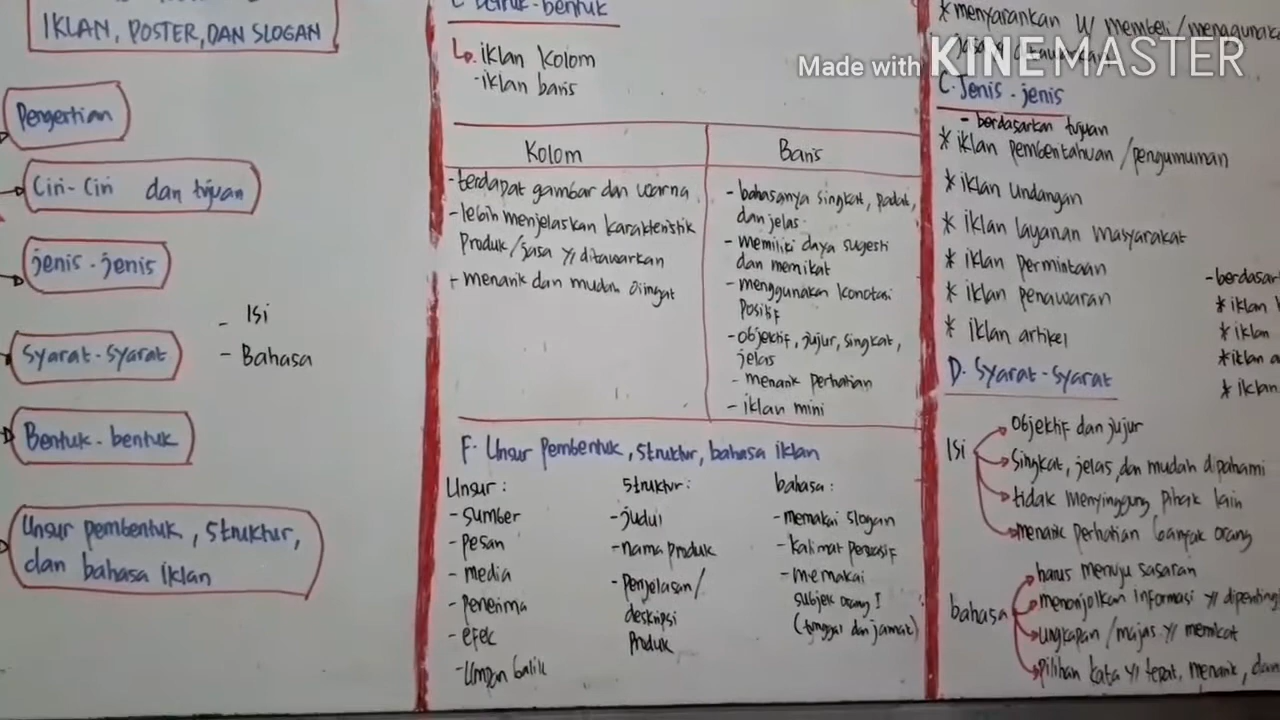 IKLAN, POSTER, DAN SLOGAN
Pengertian
Ciri-Ciri dan tujuan
jenis-jenis
Syarat-syarat
- Isi
- Bahasa
Bentuk-bentuk
Unsur pembentuk, struktur,
dan bahasa iklan
Bentuk-bentuk
iklan kolom
- iklan baris
Kolom
- terdapat gambar dan warna
- lebih menjelaskan karakteristik
produk/jasa yg ditawarkan
- menarik dan mudah diingat
Baris
- bahasanya singkat, padat,
dan jelas
- memiliki daya sugesti
dan memikat
- menggunakan konotasi
positif
- objektif, jujur, singkat,
jelas
- menarik perhatian
- iklan mini
F. Unsur pembentuk, struktur, bahasa iklan
Unsur:
- sumber
- pesan
- media
- penerima
- efek
- Umpan balik
Struktur:
- judul
- nama produk
- penjelasan/
deskripsi
produk
bahasa:
- memakai slogan
- kalimat persuasif
- memakai
subjek orang I
(tunggal dan jamak)
* menyarankan u/ membeli/
Made with KINEMASTER
C. Jenis-jenis
- berdasarkan tujuan
* iklan pemberitahuan/pengumuman
* iklan undangan
* iklan layanan masyarakat
* iklan permintaan
* iklan penawaran
* iklan artikel
* iklan
* iklan
* iklan
* iklan
D. Syarat-syarat
Isi
Objektif dan jujur
Singkat, jelas, dan mudah dipahami
tidak menyinggung pihak lain
menarik perhatian banyak orang
bahasa
harus menuju sasaran
menonjolkan informasi yg
ungkapan/majas yg memikat
pilihan kata yg tepat, menarik, dan